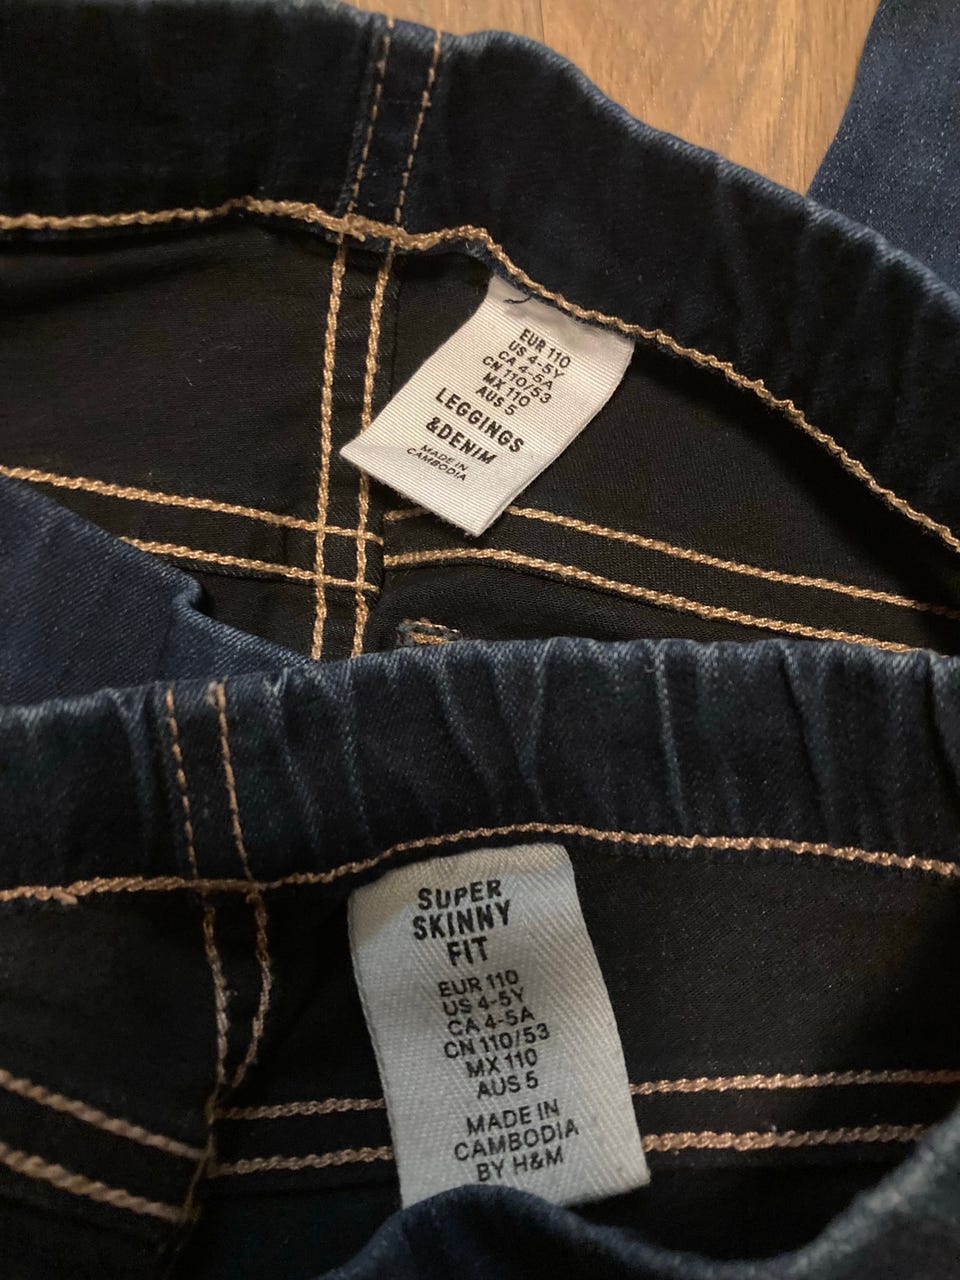 EUR 110
US 4-5Y
CA 4-5A
CN 110/53
MX 110
AUS 5
LEGGINGS
&DENIM
MADE IN
CAMBODIA
SUPER
SKINNY
FIT
EUR 110
US 4-5Y
CA 4-5A
CN 110/53
MX 110
AUS 5
MADE IN
CAMBODIA
BY H&M